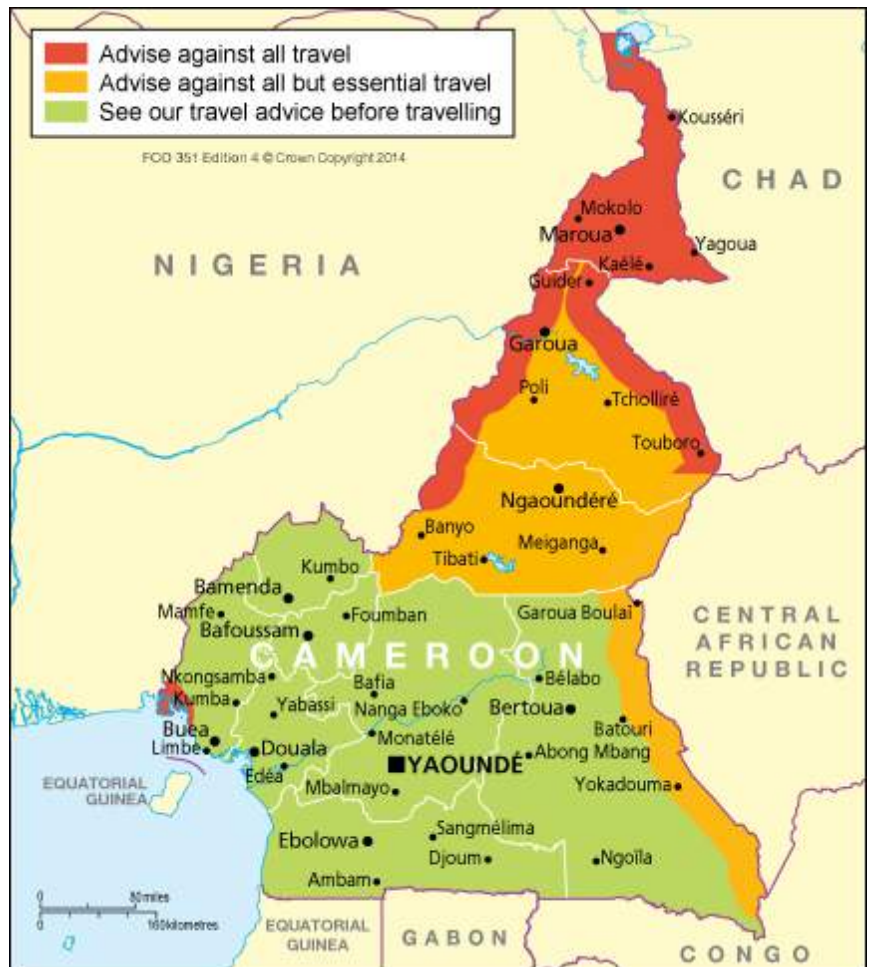 Advise against all travel
Advise against all but essential travel
See our travel advice before travelling
FCO 351 Edition 4 © Crown Copyright 2014
Kousséri
CHAD
Mokolo
Maroua
Yagoua
NIGERIA
Kaélé
Guider
Garoua
Poli
Tcholliré
Touboro
Ngaoundéré
Banyo
Meiganga
Tibati
Kumbo
Bamenda
Garoua Boulaï
Mamfe
Foumban
CENTRAL
AFRICAN
REPUBLIC
Bafoussam
CAMEROON
Nkongsamba
Bafia
Bélabo
Kumba
Yabassi
Nanga Eboko
Bertoua
Buea
Batouri
Limbe
Douala
Monatélé
Abong Mbang
Edéa
YAOUNDÉ
EQUATORIAL
GUINEA
Mbalmayo
Yokadouma
Sangmélima
Ebolowa
Djoum
Ngoïla
Ambam
0 80 miles
0 160 kilometres
EQUATORIAL
GUINEA
GABON
CONGO